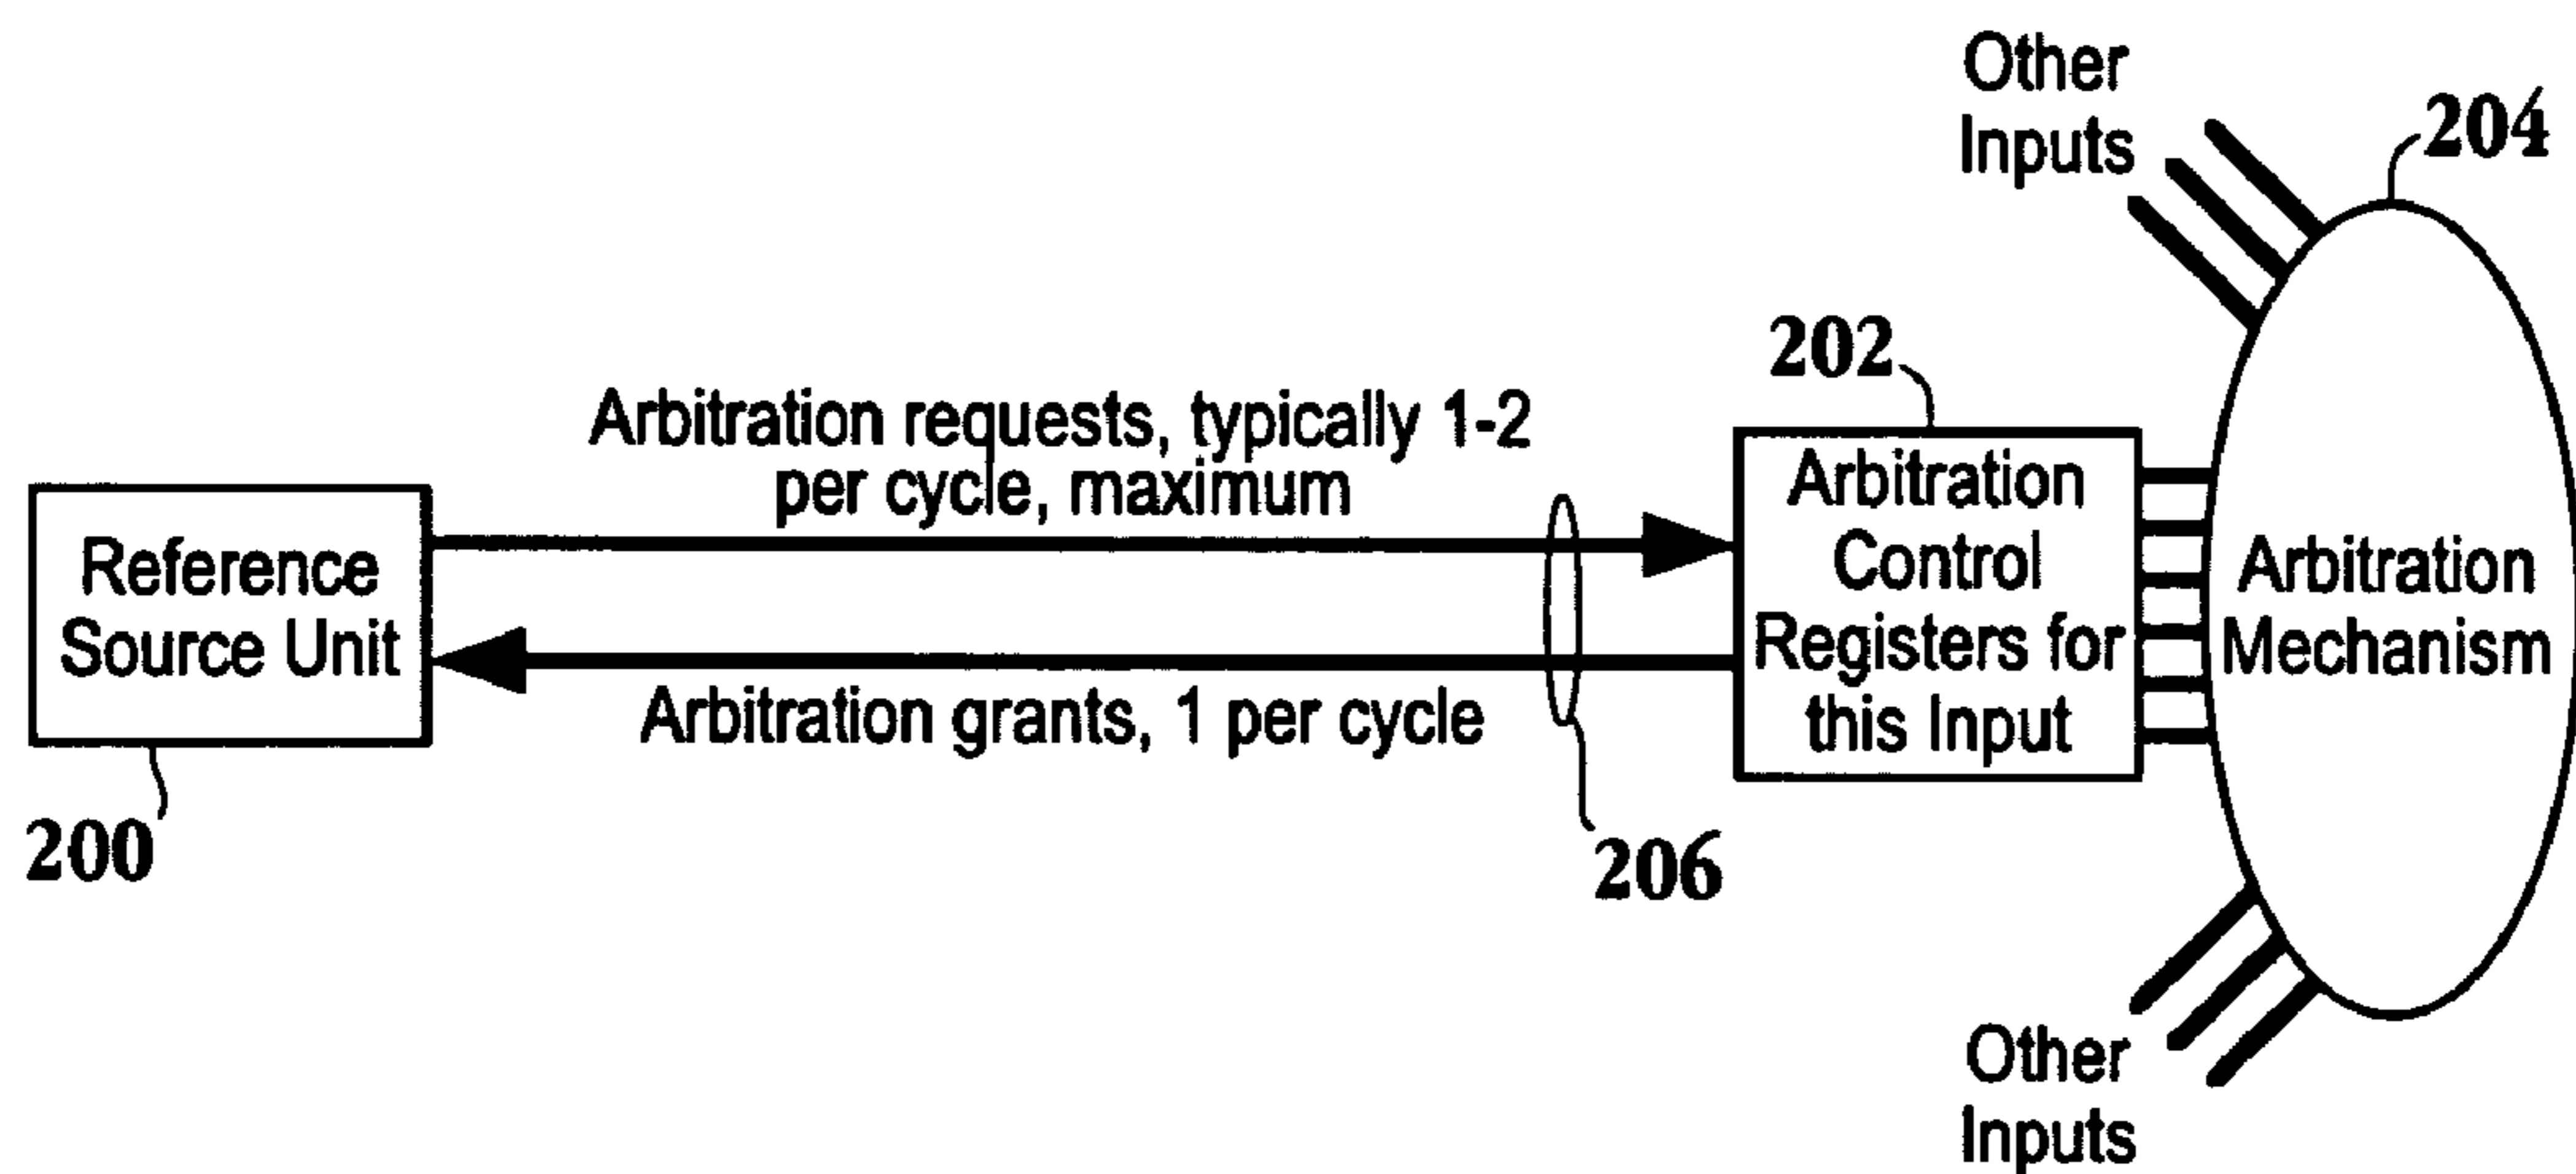 Other
Inputs
204
202
Arbitration requests, typically 1-2
per cycle, maximum
Reference
Source Unit
Arbitration
Control
Registers for
this Input
Arbitration
Mechanism
Arbitration grants, 1 per cycle
200
206
Other
Inputs